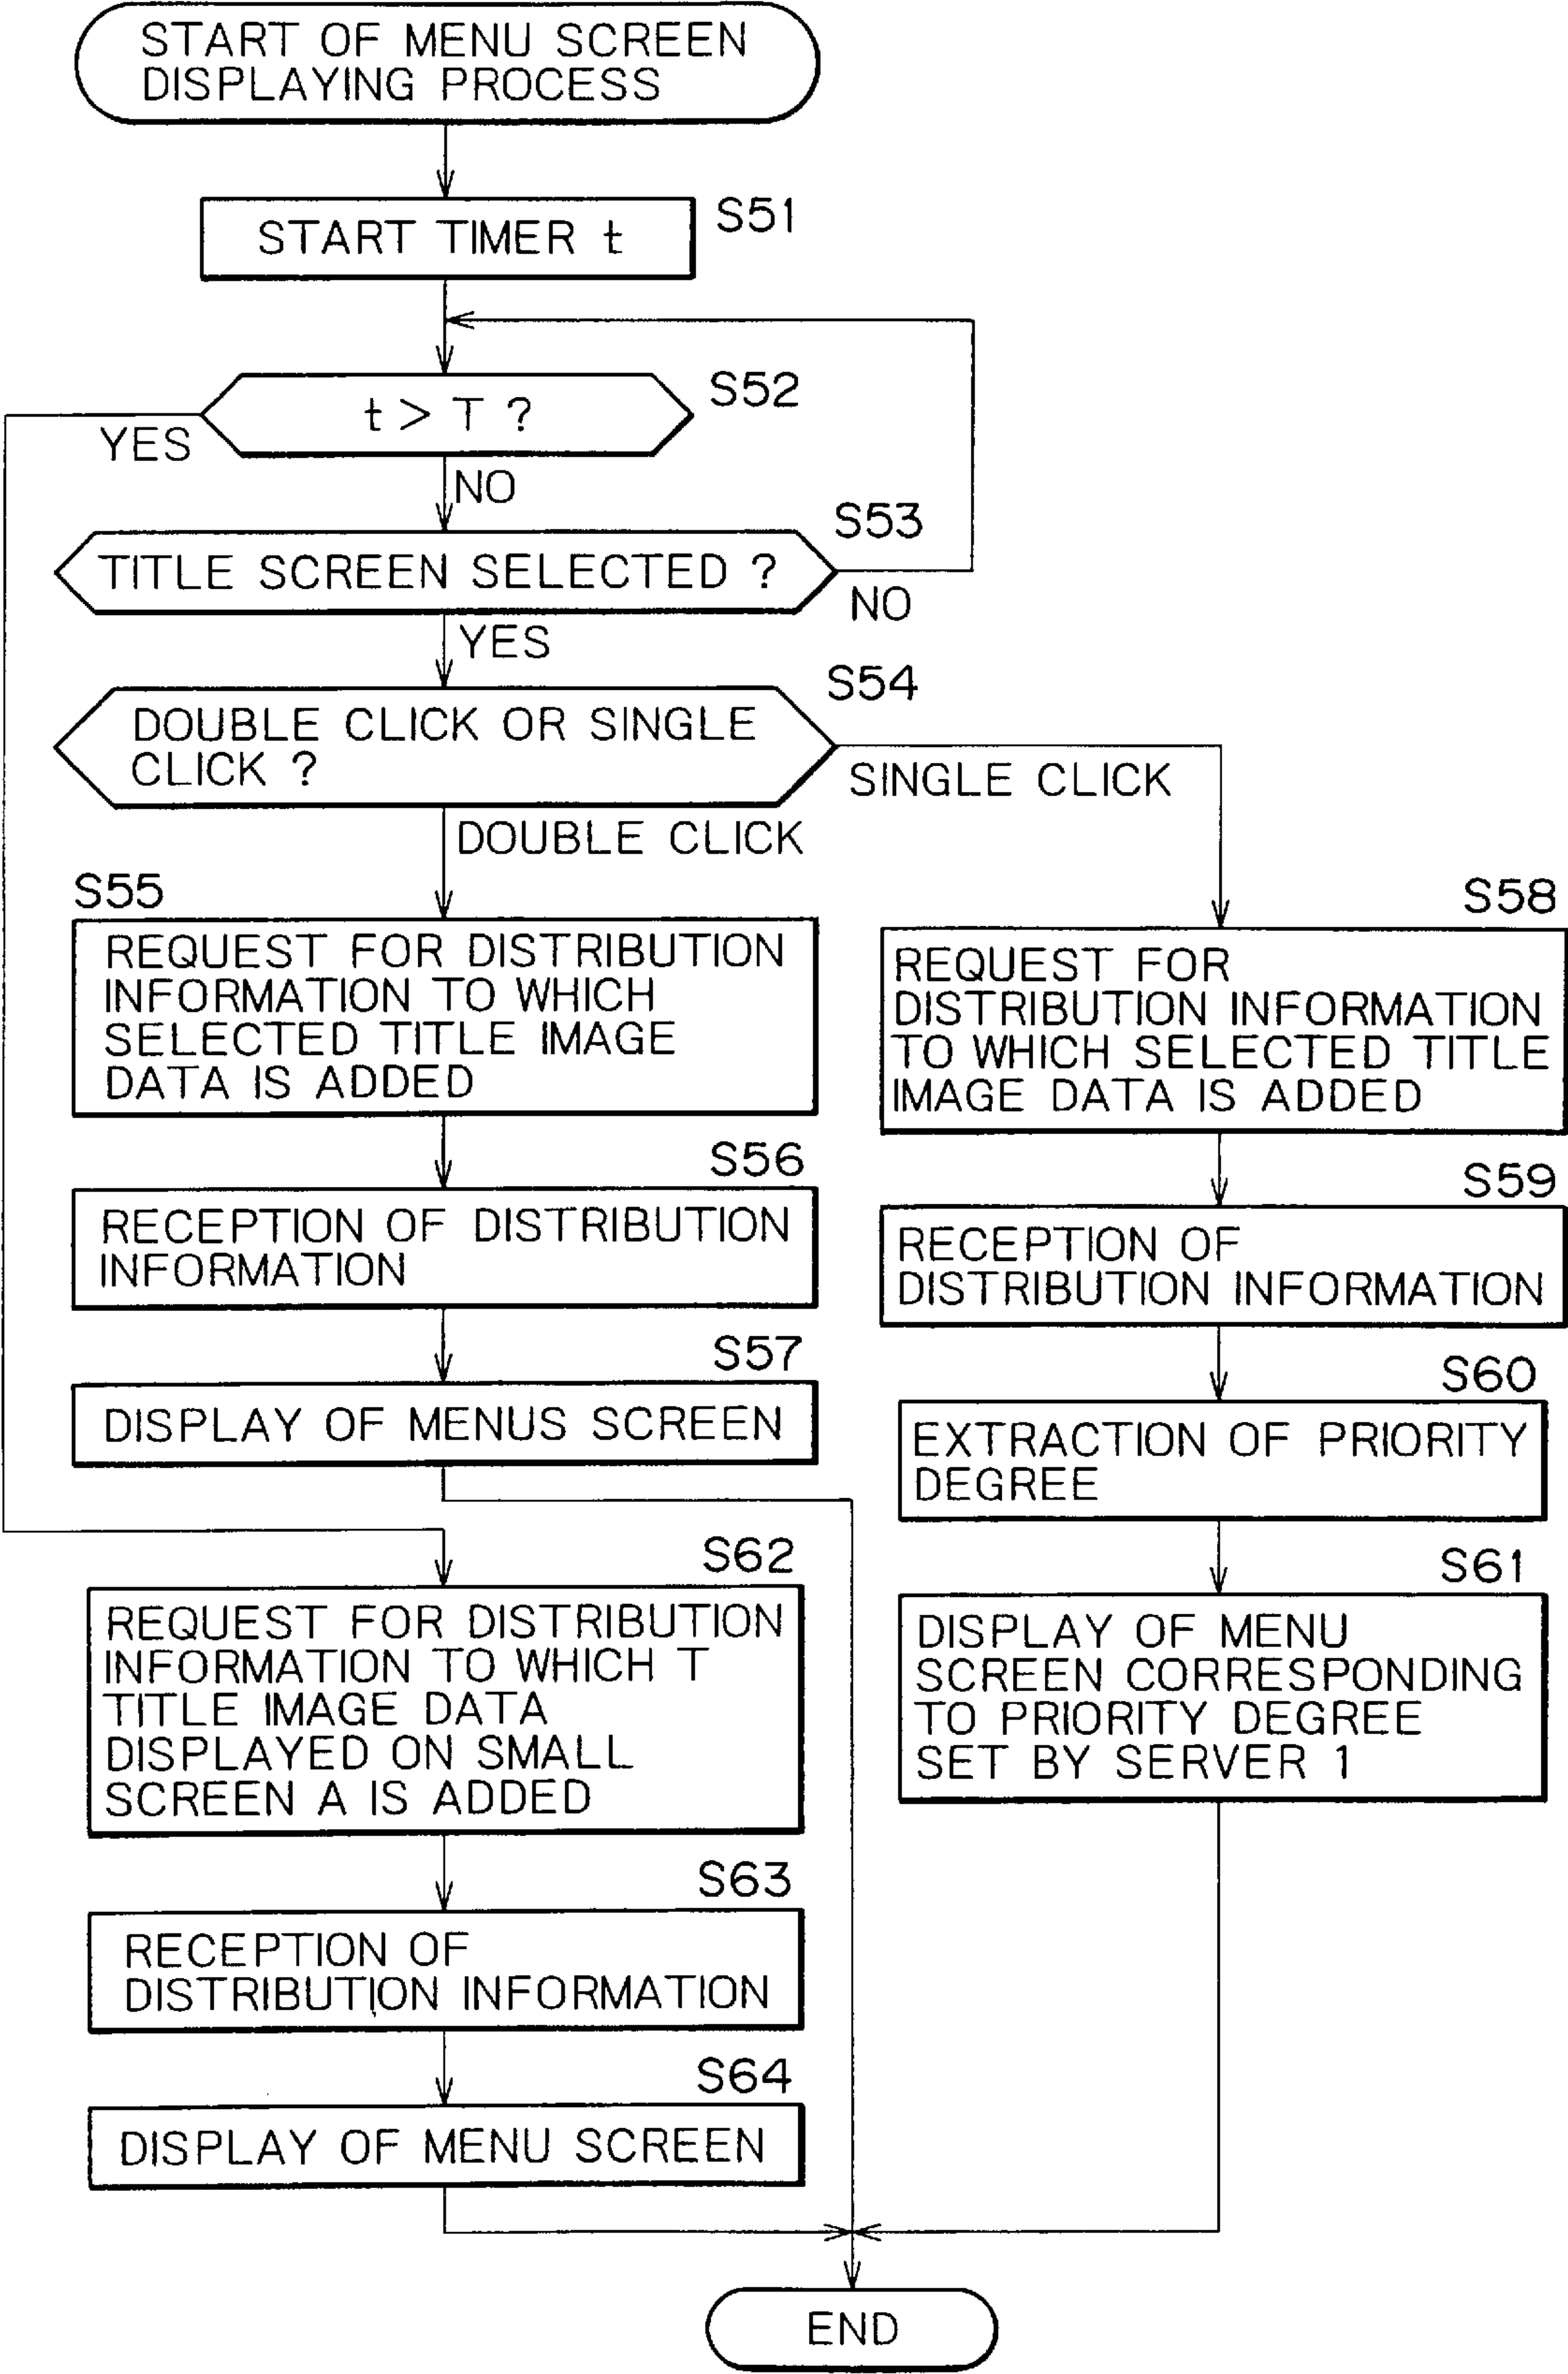 START OF MENU SCREEN
DISPLAYING PROCESS
START TIMER t
S51
t > T ?
S52
YES
NO
TITLE SCREEN SELECTED ?
S53
NO
YES
DOUBLE CLICK OR SINGLE
CLICK ?
S54
SINGLE CLICK
DOUBLE CLICK
S55
REQUEST FOR DISTRIBUTION
INFORMATION TO WHICH
SELECTED TITLE IMAGE
DATA IS ADDED
S56
RECEPTION OF DISTRIBUTION
INFORMATION
S57
DISPLAY OF MENUS SCREEN
S58
REQUEST FOR
DISTRIBUTION INFORMATION
TO WHICH SELECTED TITLE
IMAGE DATA IS ADDED
S59
RECEPTION OF
DISTRIBUTION INFORMATION
S60
EXTRACTION OF PRIORITY
DEGREE
S61
DISPLAY OF MENU
SCREEN CORRESPONDING
TO PRIORITY DEGREE
SET BY SERVER 1
S62
REQUEST FOR DISTRIBUTION
INFORMATION TO WHICH T
TITLE IMAGE DATA
DISPLAYED ON SMALL
SCREEN A IS ADDED
S63
RECEPTION OF
DISTRIBUTION INFORMATION
S64
DISPLAY OF MENU SCREEN
END